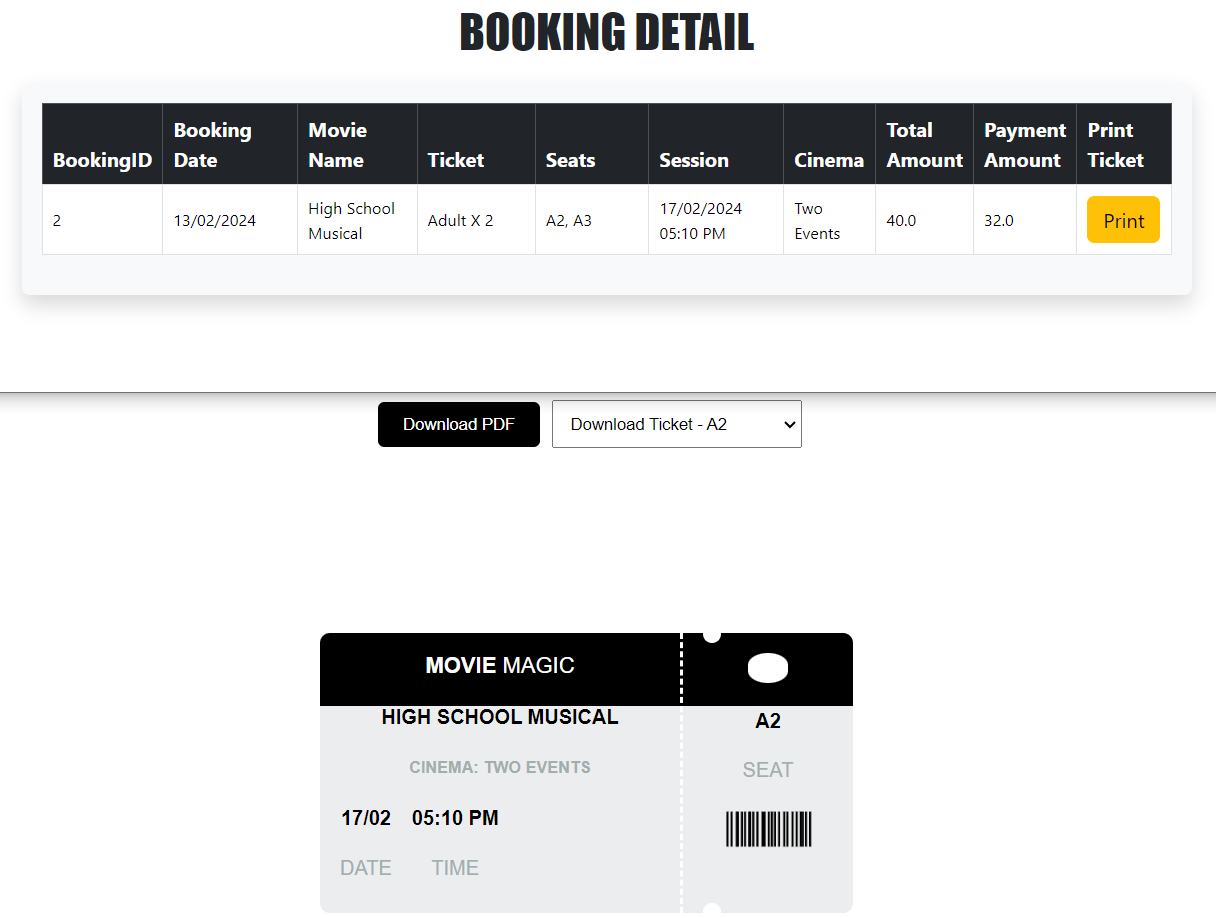 BOOKING DETAIL
BookingID Booking Date Movie Name Ticket Seats Session Cinema Total Amount Payment Amount Print Ticket
2 13/02/2024 High School Musical Adult X 2 A2, A3 17/02/2024 05:10 PM Two Events 40.0 32.0 Print
Download PDF Download Ticket - A2
MOVIE MAGIC
HIGH SCHOOL MUSICAL A2
CINEMA: TWO EVENTS SEAT
17/02 05:10 PM
DATE TIME